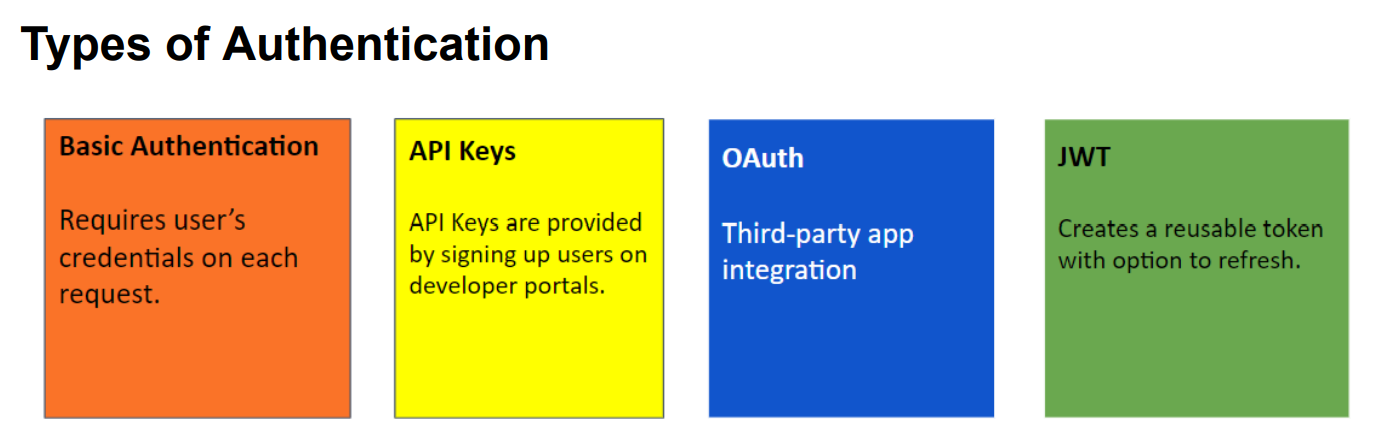 Types of Authentication
Basic Authentication
Requires user’s
credentials on each
request.
API Keys
API Keys are provided
by signing up users on
developer portals.
OAuth
Third-party app
integration
JWT
Creates a reusable token
with option to refresh.